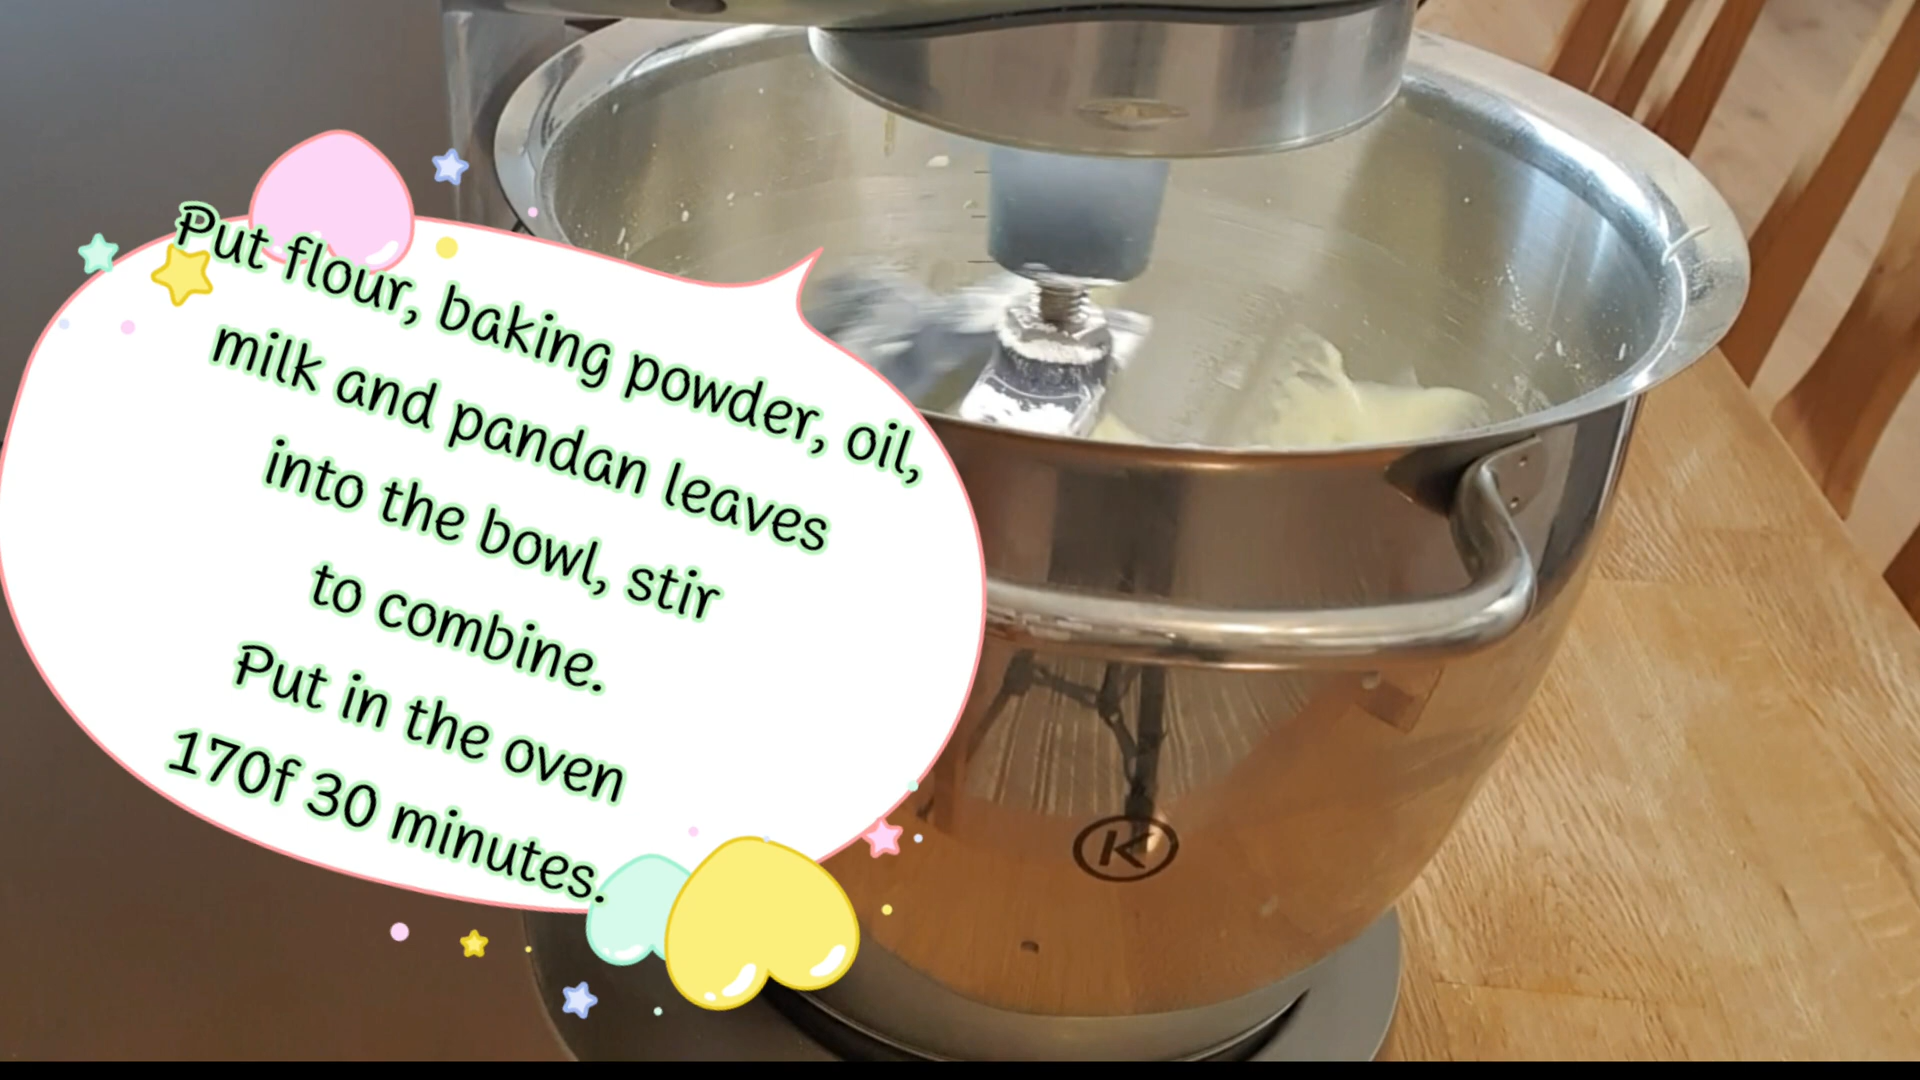 Put flour, baking powder, oil,
milk and pandan leaves
into the bowl, stir
to combine.
Put in the oven
170f 30 minutes.
K